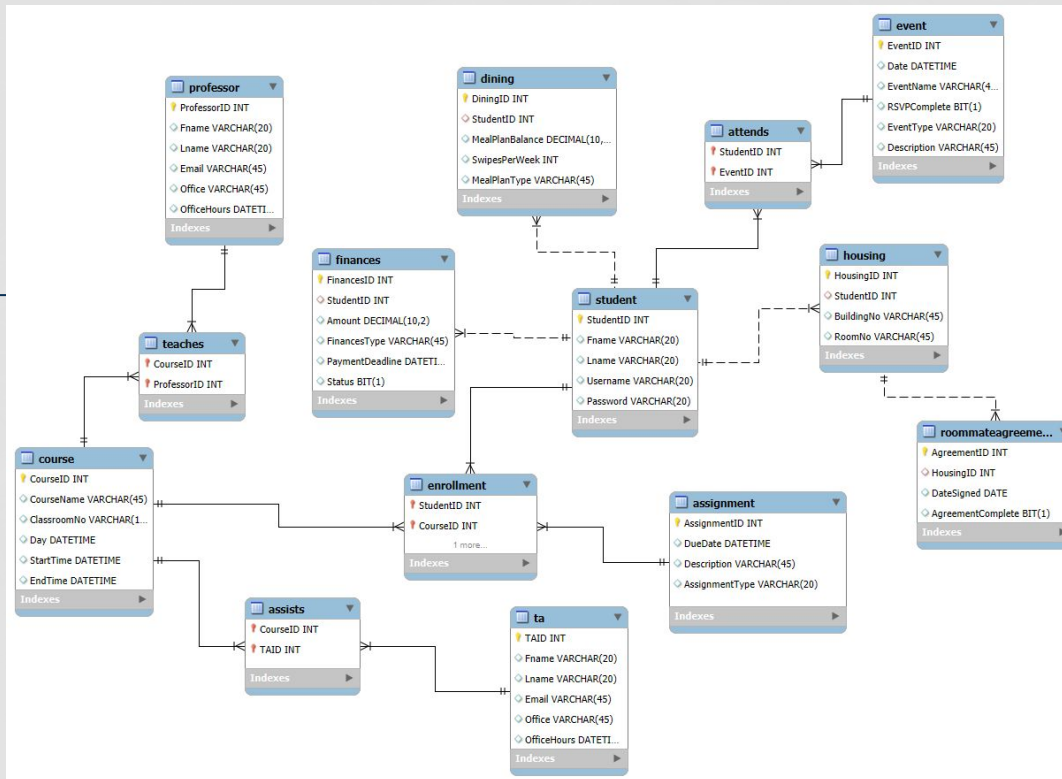 professor
ProfessorID INT
Fname VARCHAR(20)
Lname VARCHAR(20)
Email VARCHAR(45)
Office VARCHAR(45)
OfficeHours DATETI...
Indexes
dining
DiningID INT
StudentID INT
MealPlanBalance DECIMAL(10,...
SwipesPerWeek INT
MealPlanType VARCHAR(45)
Indexes
event
EventID INT
Date DATETIME
EventName VARCHAR(4...
RSVPComplete BIT(1)
EventType VARCHAR(20)
Description VARCHAR(45)
Indexes
attends
StudentID INT
EventID INT
Indexes
finances
FinancesID INT
StudentID INT
Amount DECIMAL(10,2)
FinancesType VARCHAR(45)
PaymentDeadline DATETI...
Status BIT(1)
Indexes
student
StudentID INT
Fname VARCHAR(20)
Lname VARCHAR(20)
Username VARCHAR(20)
Password VARCHAR(20)
Indexes
housing
HousingID INT
StudentID INT
BuildingNo VARCHAR(45)
RoomNo VARCHAR(45)
Indexes
teaches
CourseID INT
ProfessorID INT
Indexes
roommateagreeme...
AgreementID INT
HousingID INT
DateSigned DATE
AgreementComplete BIT(1)
Indexes
course
CourseID INT
CourseName VARCHAR(45)
ClassroomNo VARCHAR(1...
Day DATETIME
StartTime DATETIME
EndTime DATETIME
Indexes
enrollment
StudentID INT
CourseID INT
1 more...
Indexes
assignment
AssignmentID INT
DueDate DATETIME
Description VARCHAR(45)
AssignmentType VARCHAR(20)
Indexes
assists
CourseID INT
TAID INT
Indexes
ta
TAID INT
Fname VARCHAR(20)
Lname VARCHAR(20)
Email VARCHAR(45)
Office VARCHAR(45)
OfficeHours DATETI...
Indexes